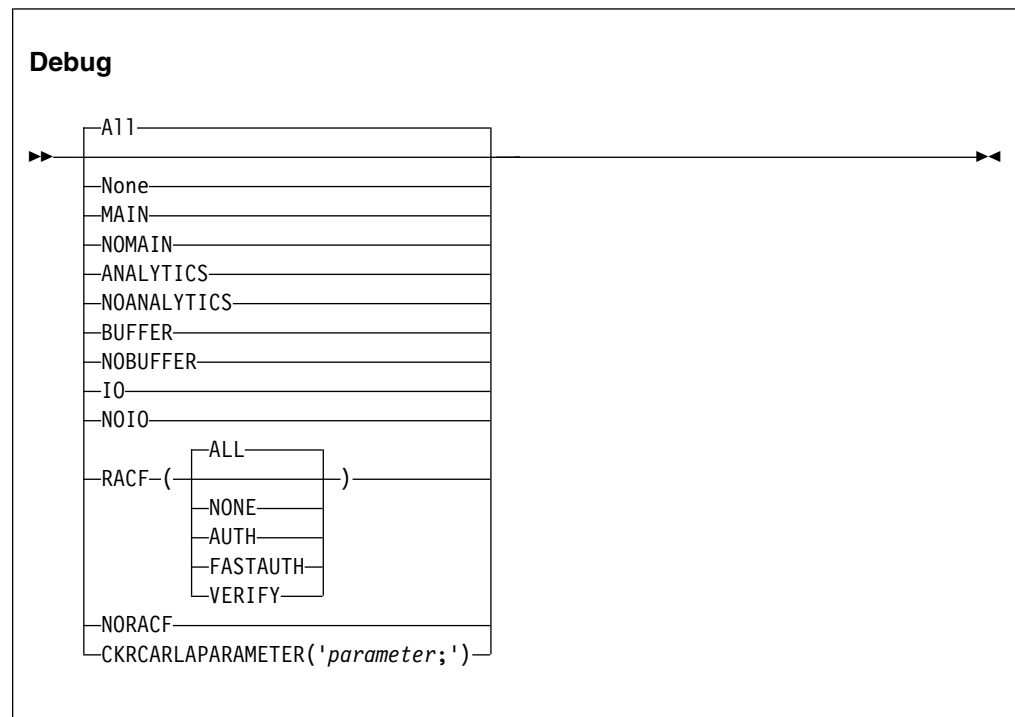 Debug
All
None
MAIN
NOMAIN
ANALYTICS
NOANALYTICS
BUFFER
NOBUFFER
IO
NOIO
ALL
RACF ( )
NONE
AUTH
FASTAUTH
VERIFY
NORACF
CKRCARLAPARAMETER('parameter;')